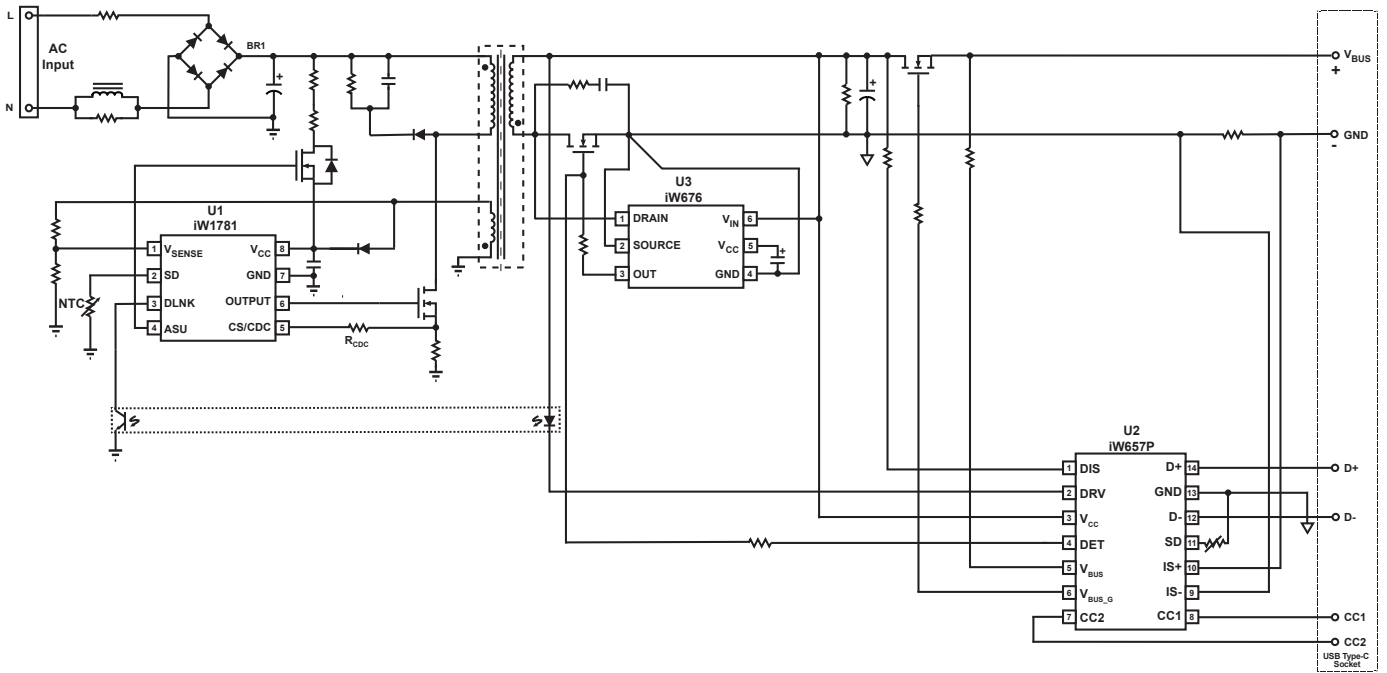 L
AC
Input
N
BR1
U1
iW1781
1 VSENSE
2 SD
3 DLNK
4 ASU
VCC 8
GND 7
OUTPUT 6
CS/CDC 5
NTC
RCDC
U3
iW676
1 DRAIN
2 SOURCE
3 OUT
VIN 6
VCC 5
GND 4
+
+
+
U2
iW657P
1 DIS
2 DRV
3 VCC
4 DET
5 VBUS
6 VBUS_G
7 CC2
D+ 14
GND 13
D- 12
SD 11
IS+ 10
IS- 9
CC1 8
VBUS
+
GND
-
D+
D-
CC1
CC2
USB Type-C
Socket